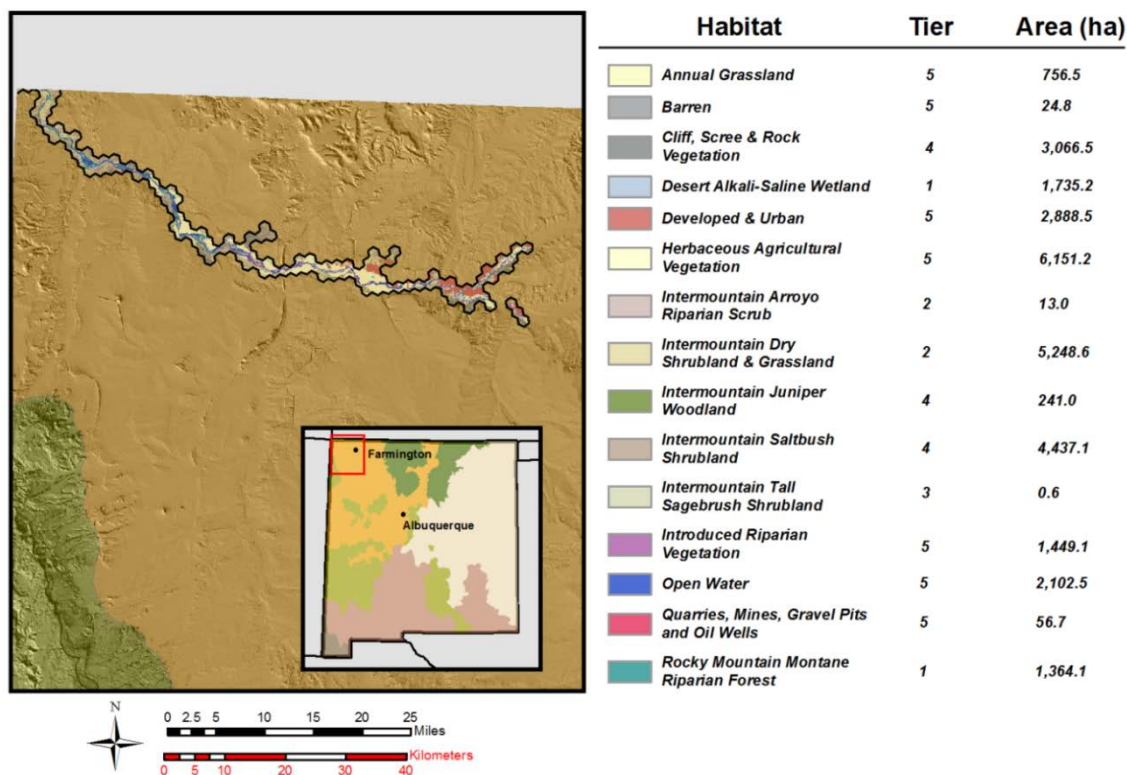 Habitat Tier Area (ha)
Annual Grassland 5 756.5
Barren 5 24.8
Cliff, Scree & Rock
Vegetation 4 3,066.5
Desert Alkali-Saline Wetland 1 1,735.2
Developed & Urban 5 2,888.5
Herbaceous Agricultural
Vegetation 5 6,151.2
Intermountain Arroyo
Riparian Scrub 2 13.0
Intermountain Dry
Shrubland & Grassland 2 5,248.6
Intermountain Juniper
Woodland 4 241.0
Intermountain Saltbush
Shrubland 4 4,437.1
Intermountain Tall
Sagebrush Shrubland 3 0.6
Introduced Riparian
Vegetation 5 1,449.1
Open Water 5 2,102.5
Quarries, Mines, Gravel Pits
and Oil Wells 5 56.7
Rocky Mountain Montane
Riparian Forest 1 1,364.1
Farmington
Albuquerque
N
0 2.5 5 10 15 20 25
Miles
Kilometers
0 5 10 20 30 40